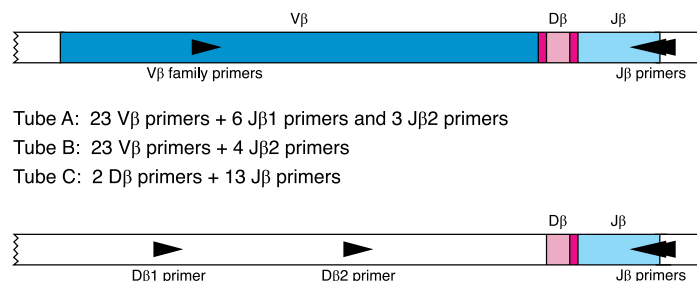 Vβ Dβ Jβ
Vβ family primers Jβ primers
Tube A: 23 Vβ primers + 6 Jβ1 primers and 3 Jβ2 primers
Tube B: 23 Vβ primers + 4 Jβ2 primers
Tube C: 2 Dβ primers + 13 Jβ primers
Dβ Jβ
Dβ1 primer Dβ2 primer Jβ primers